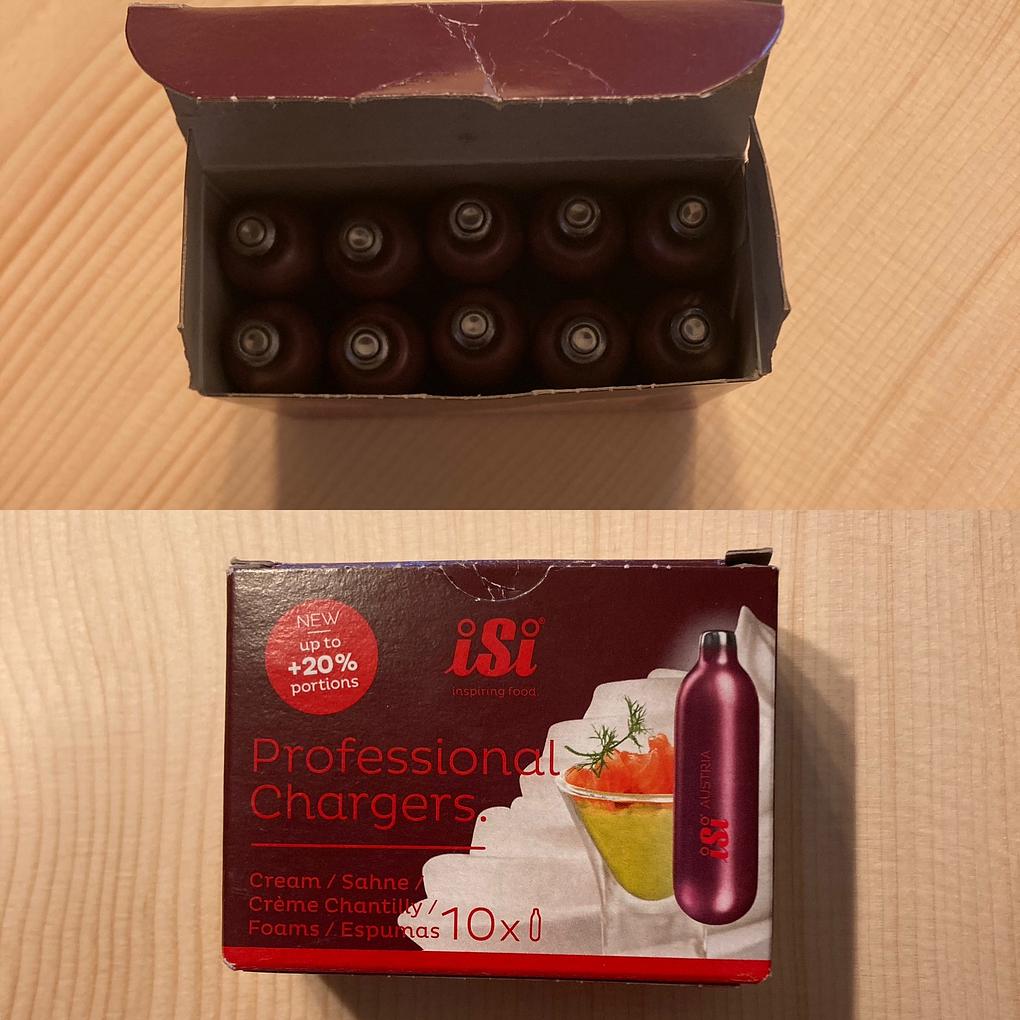 NEW
up to
+20%
portions
iSi®
inspiring food.
Professional
Chargers.
Cream / Sahne /
Crème Chantilly /
Foams / Espumas
10x
iSi® AUSTRIA